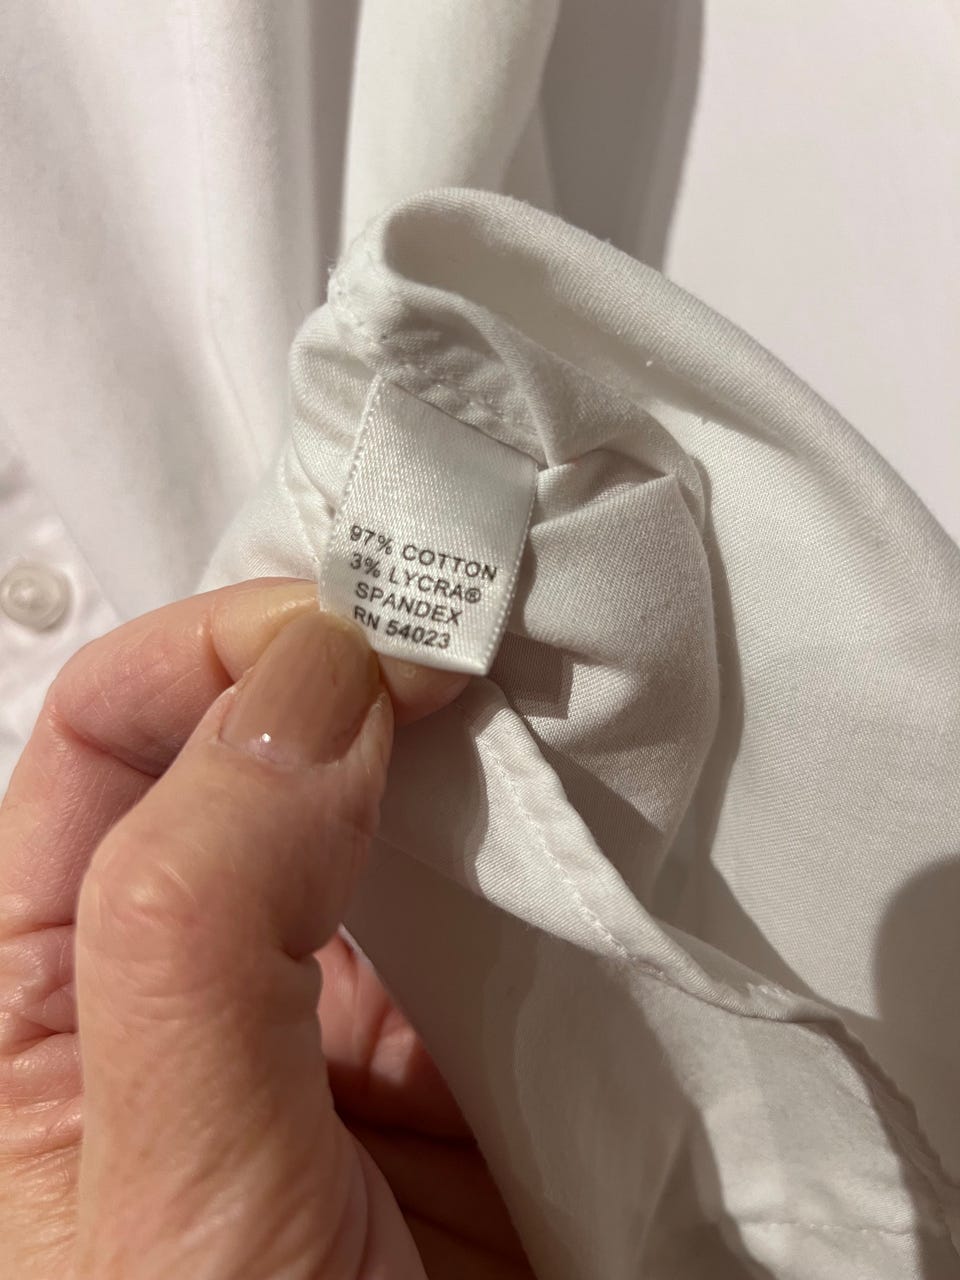 97% COTTON
3% LYCRA®
SPANDEX
RN 54023